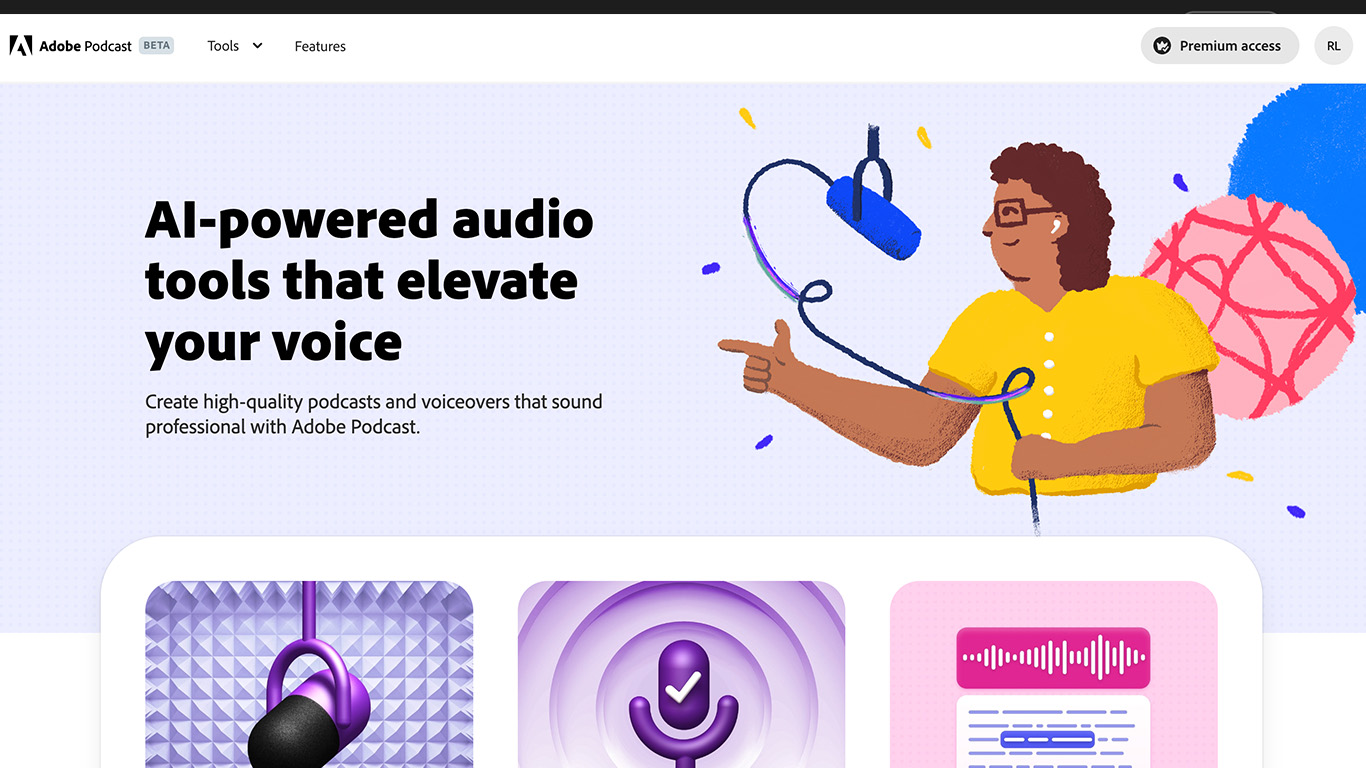 Adobe Podcast BETA Tools Features Premium access RL
AI-powered audio
tools that elevate
your voice
Create high-quality podcasts and voiceovers that sound
professional with Adobe Podcast.